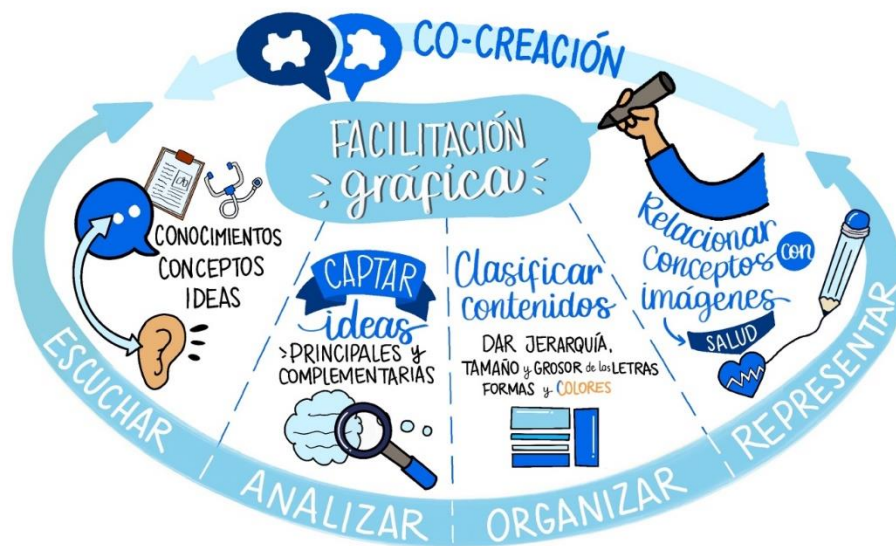 CO-CREACIÓN
FACILITACIÓN
gráfica
CONOCIMIENTOS
CONCEPTOS
IDEAS
ESCUCHAR
CAPTAR
ideas
> PRINCIPALES y
COMPLEMENTARIAS
ANALIZAR
Clasificar
contenidos
DAR JERARQUÍA,
TAMAÑO y GROSOR de las LETRAS
FORMAS y COLORES
ORGANIZAR
Relacionar
conceptos con
imágenes
SALUD
REPRESENTAR